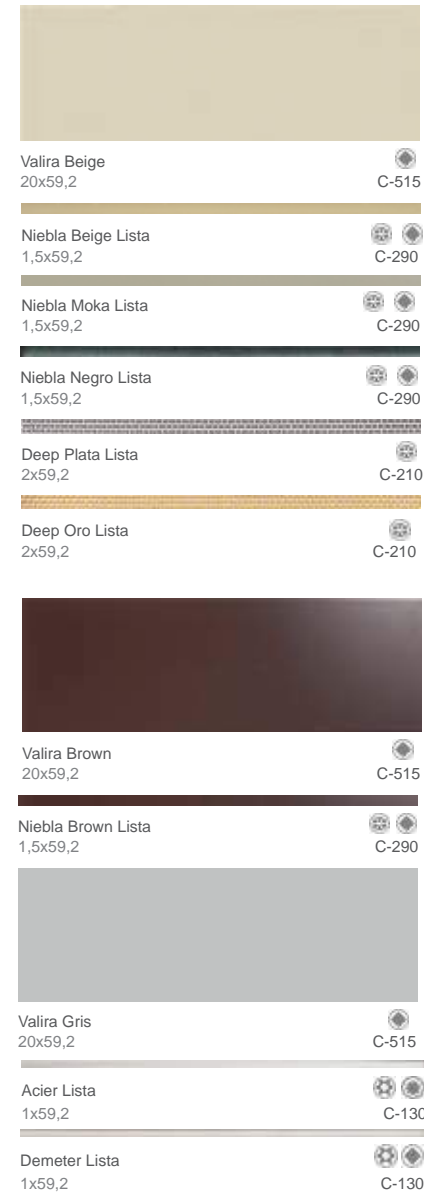 Valira Beige
20x59,2 C-515
Niebla Beige Lista
1,5x59,2 C-290
Niebla Moka Lista
1,5x59,2 C-290
Niebla Negro Lista
1,5x59,2 C-290
Deep Plata Lista
2x59,2 C-210
Deep Oro Lista
2x59,2 C-210
Valira Brown
20x59,2 C-515
Niebla Brown Lista
1,5x59,2 C-290
Valira Gris
20x59,2 C-515
Acier Lista
1x59,2 C-130
Demeter Lista
1x59,2 C-130